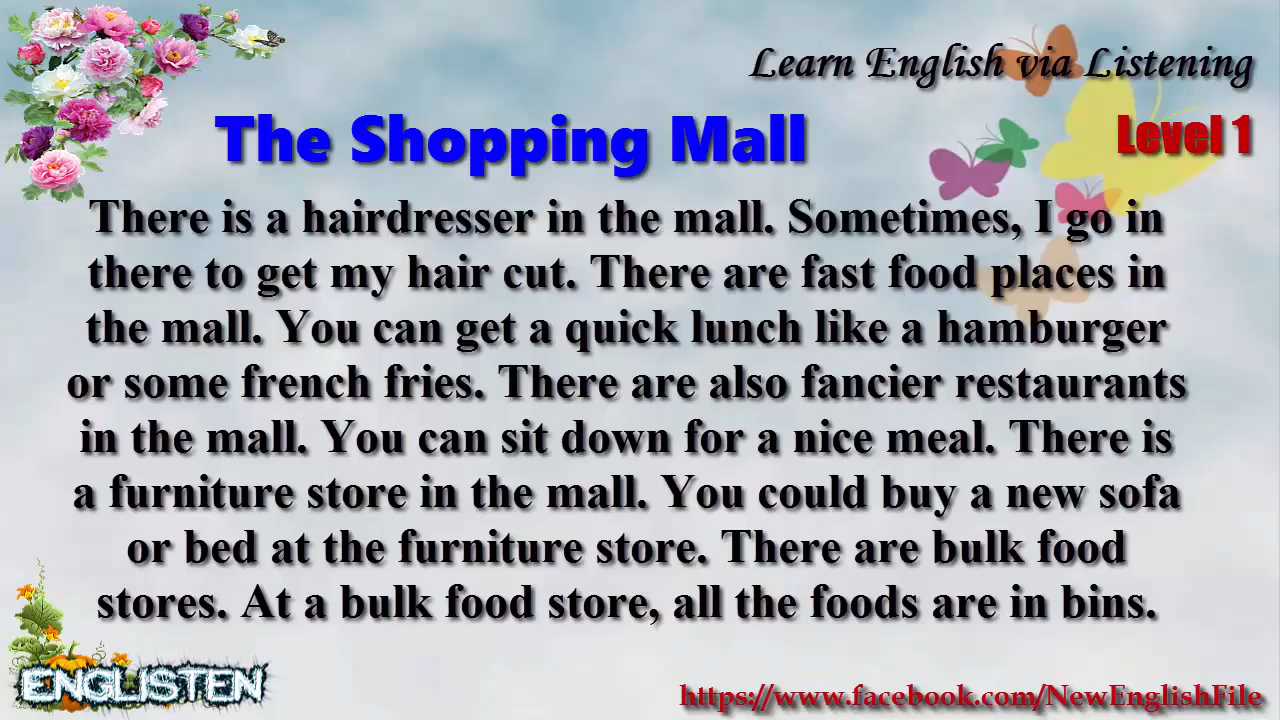 Learn English via Listening
The Shopping Mall
Level 1
There is a hairdresser in the mall. Sometimes, I go in
there to get my hair cut. There are fast food places in
the mall. You can get a quick lunch like a hamburger
or some french fries. There are also fancier restaurants
in the mall. You can sit down for a nice meal. There is
a furniture store in the mall. You could buy a new sofa
or bed at the furniture store. There are bulk food
stores. At a bulk food store, all the foods are in bins.
ENGLISTEN
https://www.facebook.com/NewEnglishFile